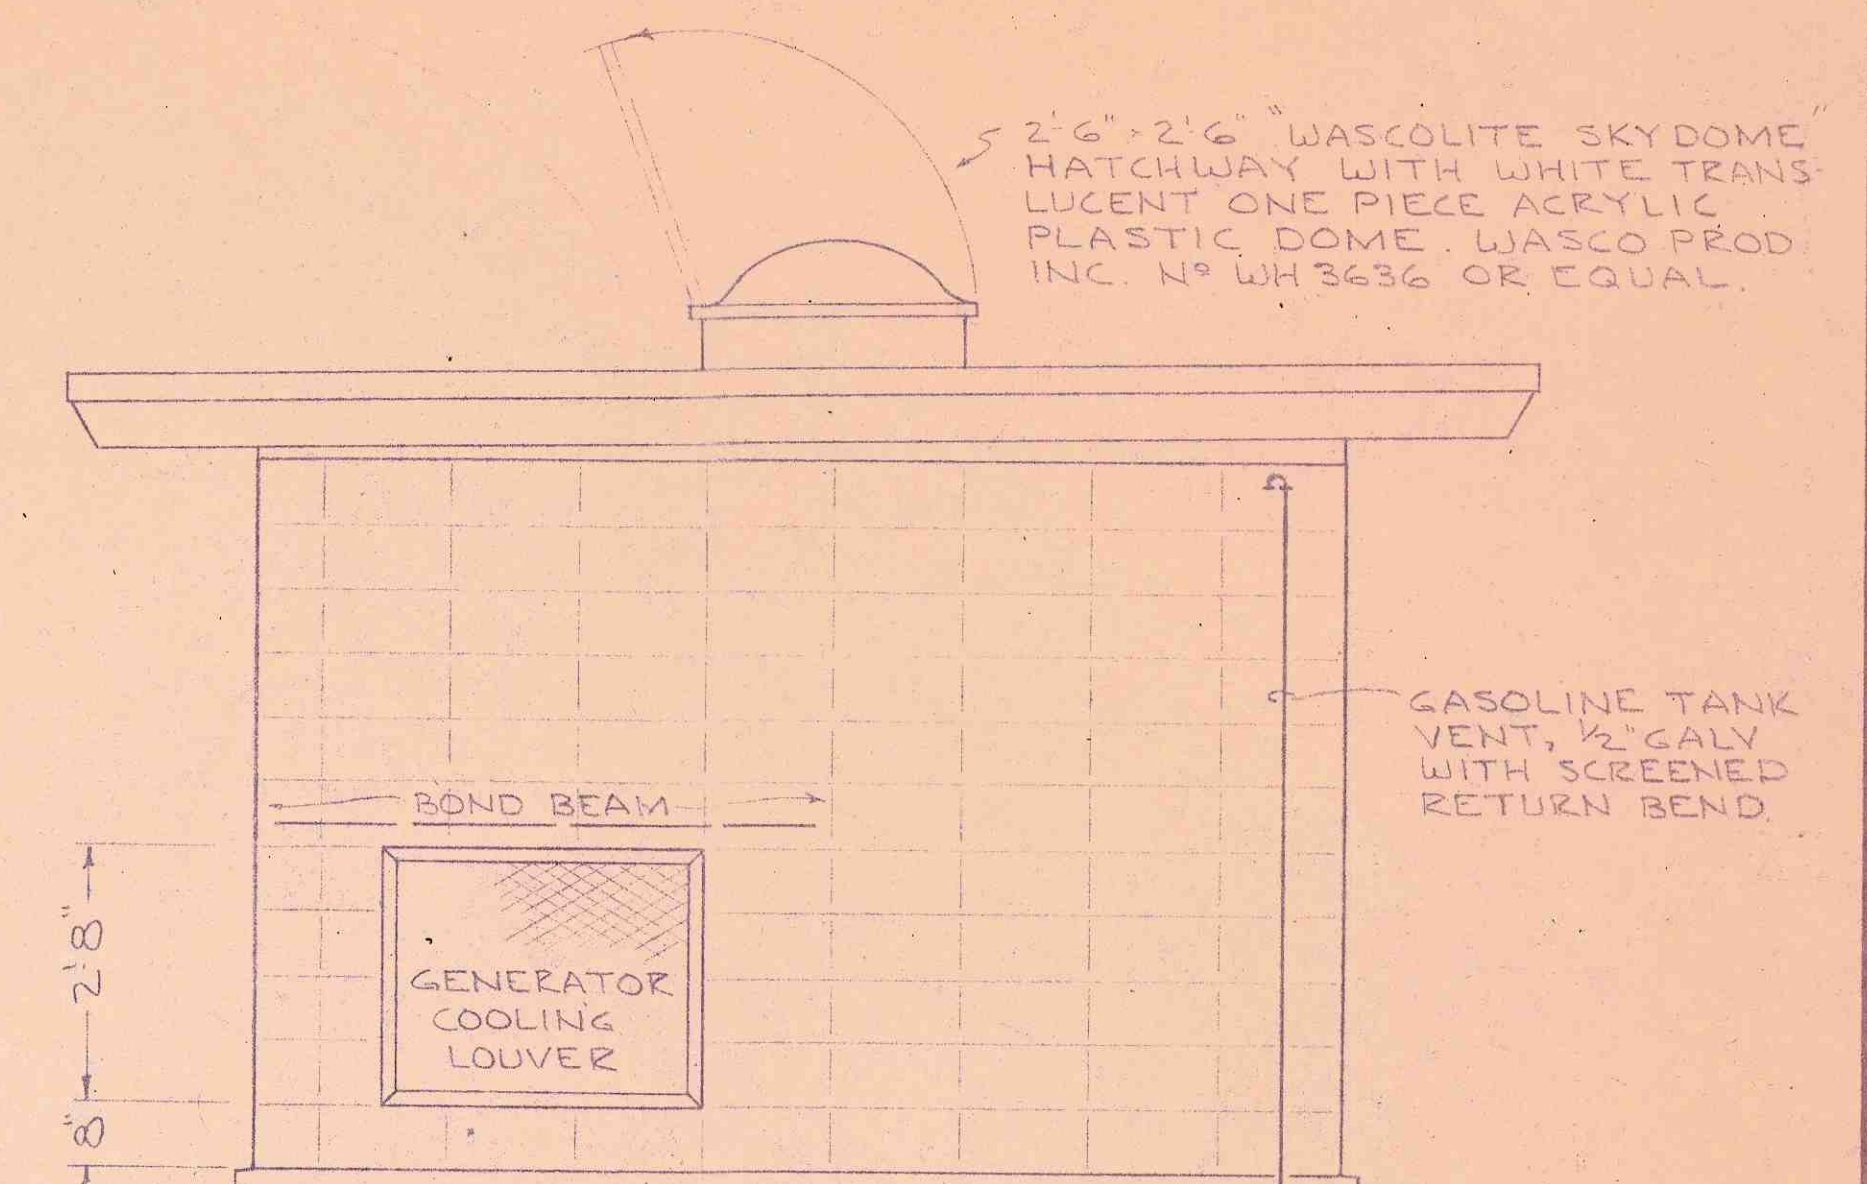 2'-6" × 2'-6" "WASCOLITE SKYDOME"
HATCHWAY WITH WHITE TRANS-
LUCENT ONE PIECE ACRYLIC
PLASTIC DOME. WASCO PROD
INC. Nº WH 3636 OR EQUAL.
GASOLINE TANK
VENT, 1/2" GALV
WITH SCREENED
RETURN BEND.
BOND BEAM
2'-8"
GENERATOR
COOLING
LOUVER
8"